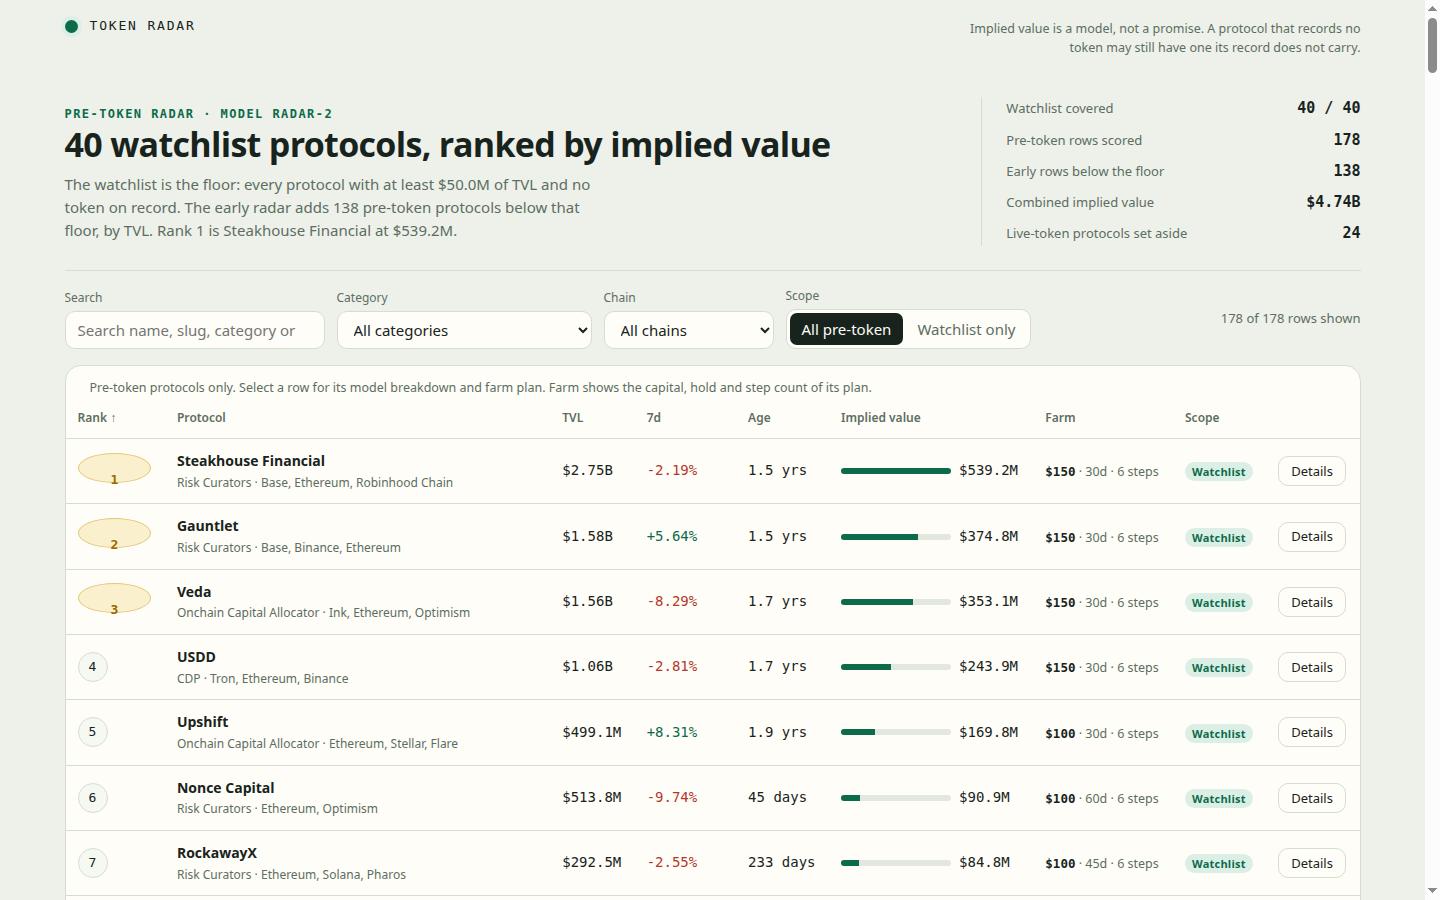 TOKEN RADAR
Implied value is a model, not a promise. A protocol that records no
token may still have one its record does not carry.
PRE-TOKEN RADAR · MODEL RADAR-2
40 watchlist protocols, ranked by implied value
The watchlist is the floor: every protocol with at least $50.0M of TVL and no
token on record. The early radar adds 138 pre-token protocols below that
floor, by TVL. Rank 1 is Steakhouse Financial at $539.2M.
Watchlist covered 40 / 40
Pre-token rows scored 178
Early rows below the floor 138
Combined implied value $4.74B
Live-token protocols set aside 24
Search Category Chain Scope
Search name, slug, category or All categories All chains All pre-token Watchlist only 178 of 178 rows shown
Pre-token protocols only. Select a row for its model breakdown and farm plan. Farm shows the capital, hold and step count of its plan.
Rank ↑ Protocol TVL 7d Age Implied value Farm Scope
1 Steakhouse Financial $2.75B -2.19% 1.5 yrs $539.2M $150 · 30d · 6 steps Watchlist Details
Risk Curators · Base, Ethereum, Robinhood Chain
2 Gauntlet $1.58B +5.64% 1.5 yrs $374.8M $150 · 30d · 6 steps Watchlist Details
Risk Curators · Base, Binance, Ethereum
3 Veda $1.56B -8.29% 1.7 yrs $353.1M $150 · 30d · 6 steps Watchlist Details
Onchain Capital Allocator · Ink, Ethereum, Optimism
4 USDD $1.06B -2.81% 1.7 yrs $243.9M $150 · 30d · 6 steps Watchlist Details
CDP · Tron, Ethereum, Binance
5 Upshift $499.1M +8.31% 1.9 yrs $169.8M $100 · 30d · 6 steps Watchlist Details
Onchain Capital Allocator · Ethereum, Stellar, Flare
6 Nonce Capital $513.8M -9.74% 45 days $90.9M $100 · 60d · 6 steps Watchlist Details
Risk Curators · Ethereum, Optimism
7 RockawayX $292.5M -2.55% 233 days $84.8M $100 · 45d · 6 steps Watchlist Details
Risk Curators · Ethereum, Solana, Pharos